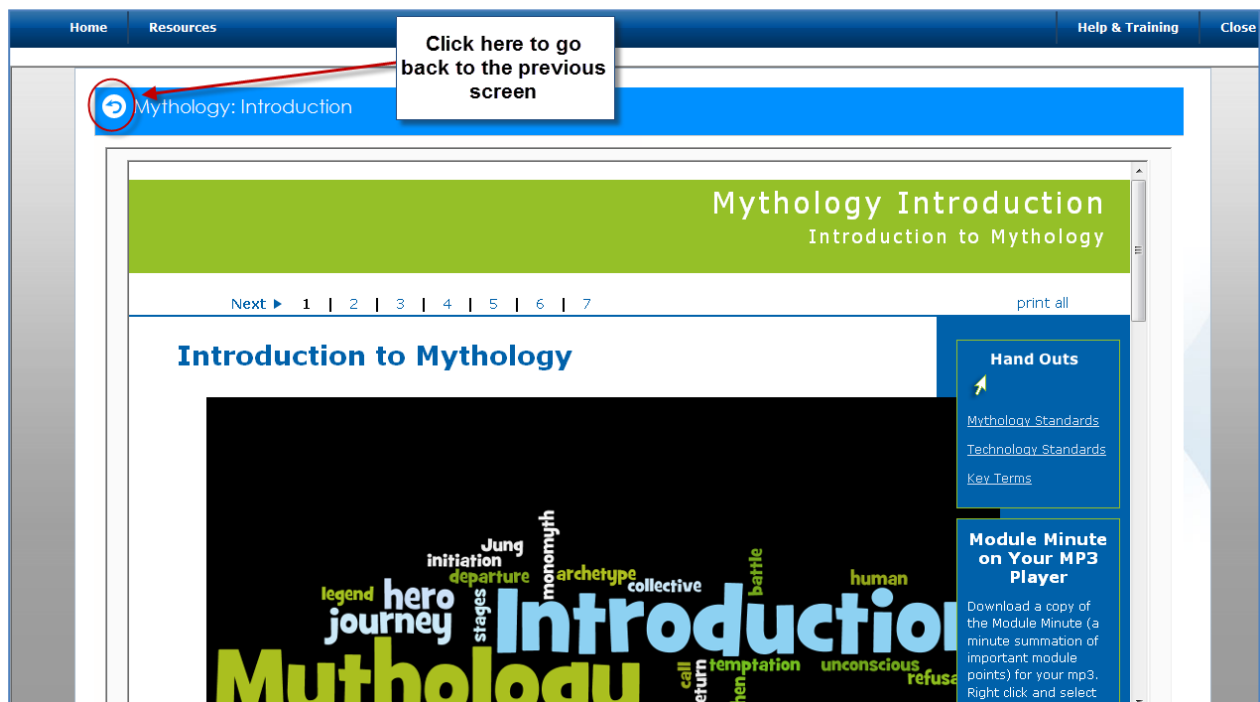 Home Resources Help & Training Close
Click here to go
back to the previous
screen
Mythology: Introduction
Mythology Introduction
Introduction to Mythology
Next 1 | 2 | 3 | 4 | 5 | 6 | 7 print all
Introduction to Mythology
Hand Outs
Mythology Standards
Technology Standards
Key Terms
Module Minute
on Your MP3
Player
Download a copy of
the Module Minute (a
minute summation of
important module
points) for your mp3.
Right click and select
Jung
initiation
departure
monomyth
archetype
collective
battle
human
legend
hero
journey
stages
Introduction
Mythology
call
temptation
unconscious